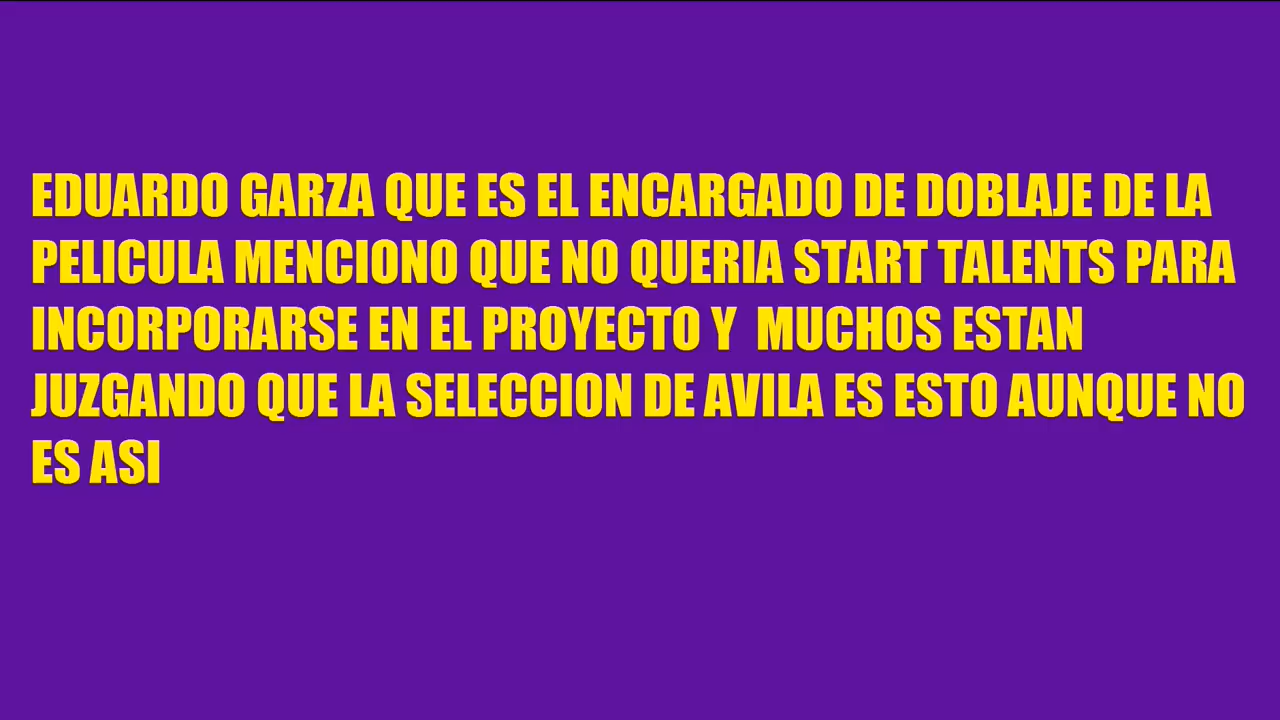 EDUARDO GARZA QUE ES EL ENCARGADO DE DOBLAJE DE LA
PELICULA MENCIONO QUE NO QUERIA START TALENTS PARA
INCORPORARSE EN EL PROYECTO Y  MUCHOS ESTAN
JUZGANDO QUE LA SELECCION DE AVILA ES ESTO AUNQUE NO
ES ASI